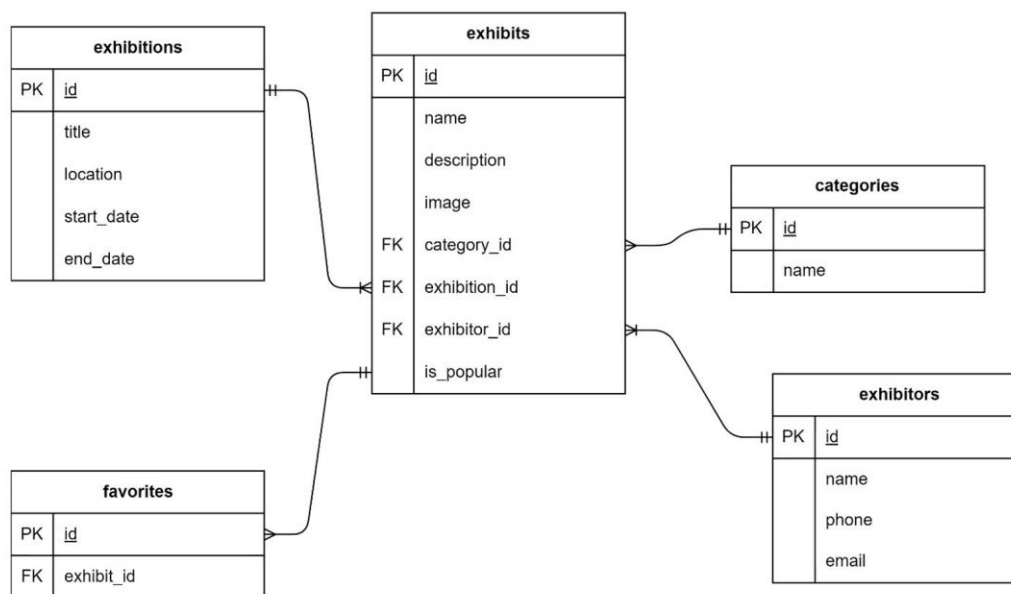 exhibitions
PK id
title
location
start_date
end_date
exhibits
PK id
name
description
image
FK category_id
FK exhibition_id
FK exhibitor_id
is_popular
categories
PK id
name
exhibitors
PK id
name
phone
email
favorites
PK id
FK exhibit_id